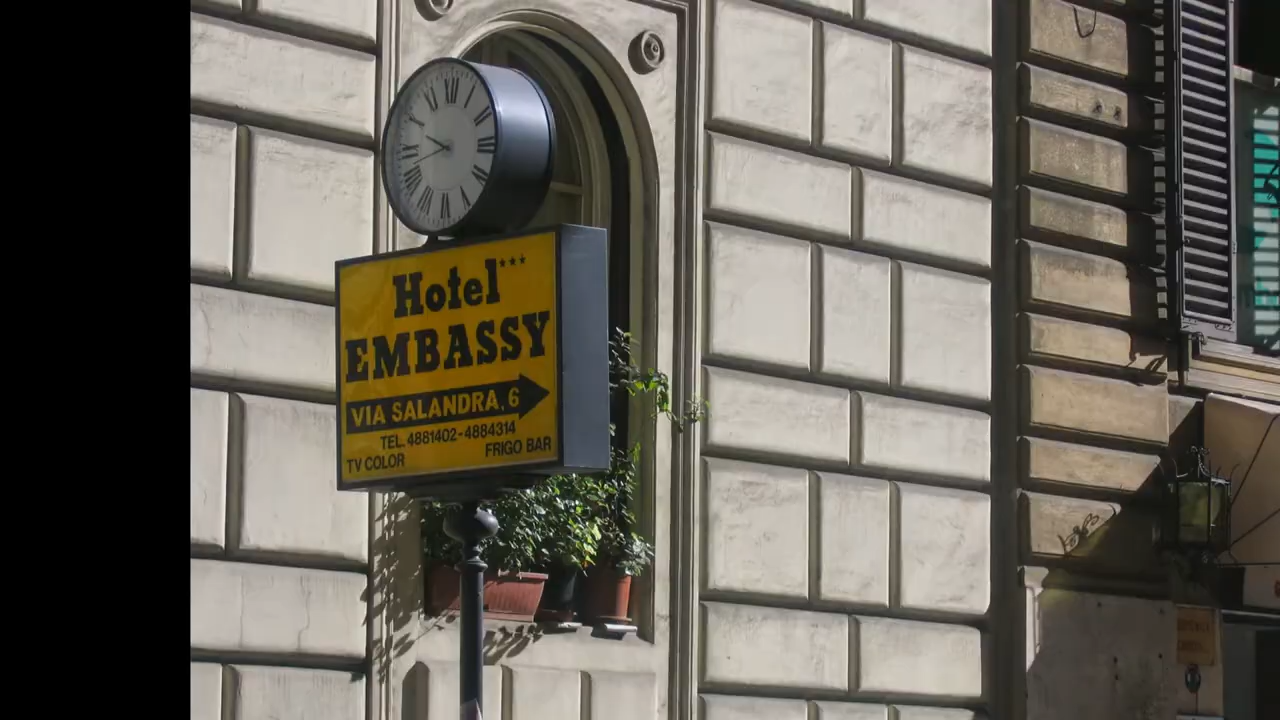 Hotel***
EMBASSY
VIA SALANDRA, 6
TEL. 4881402-4884314
TV COLOR FRIGO BAR